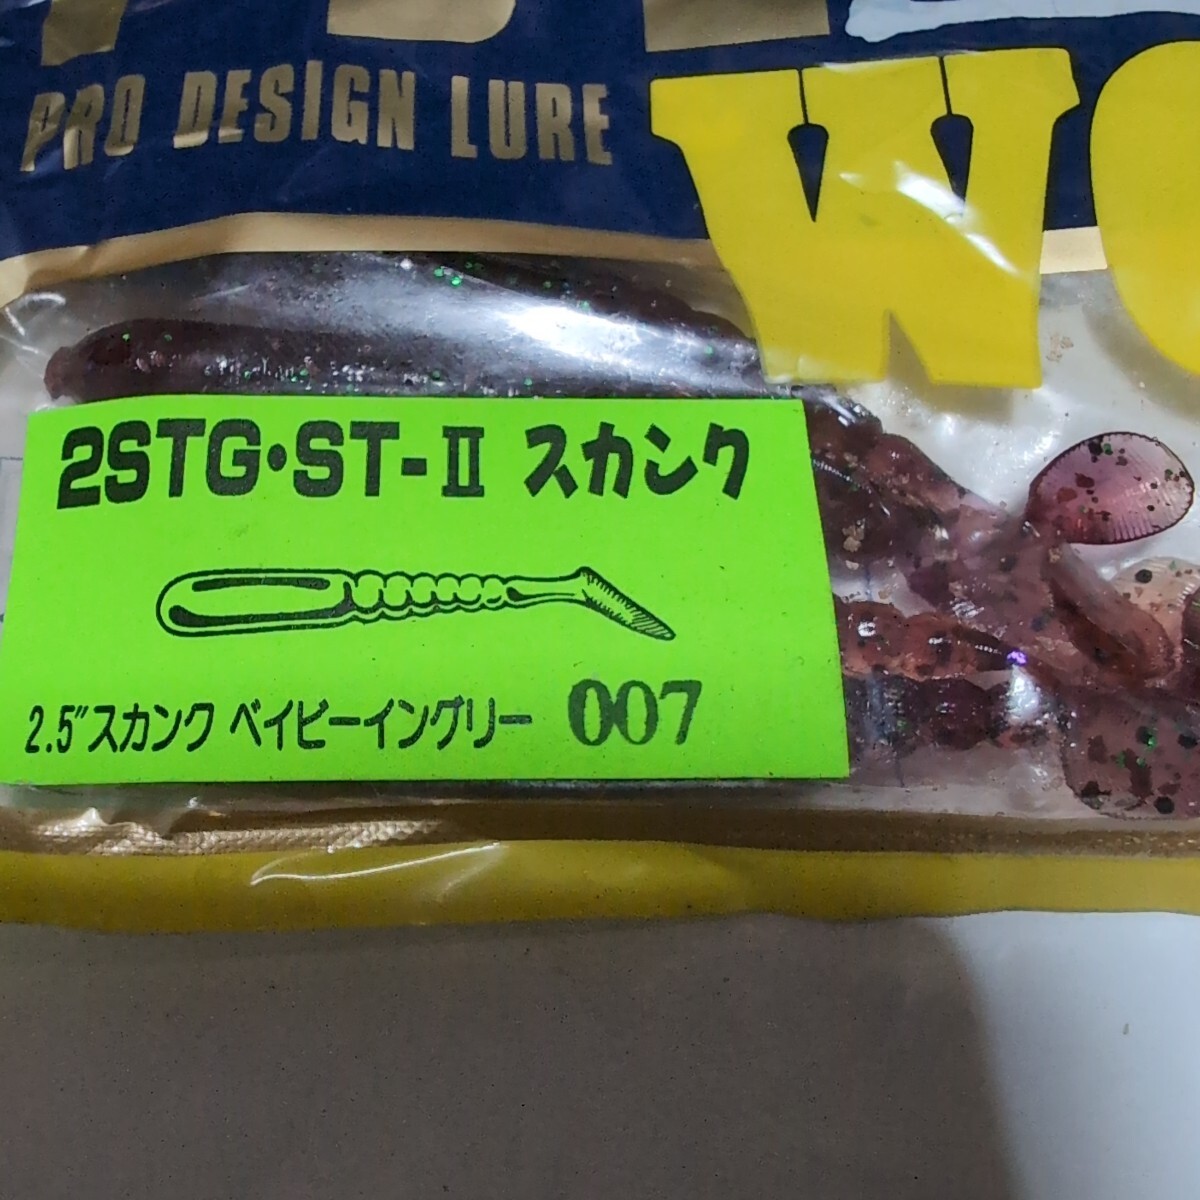 PRO DESIGN LURE
2STG・ST-Ⅱ スカンク
2.5"スカンク ベイビーイングリー 007